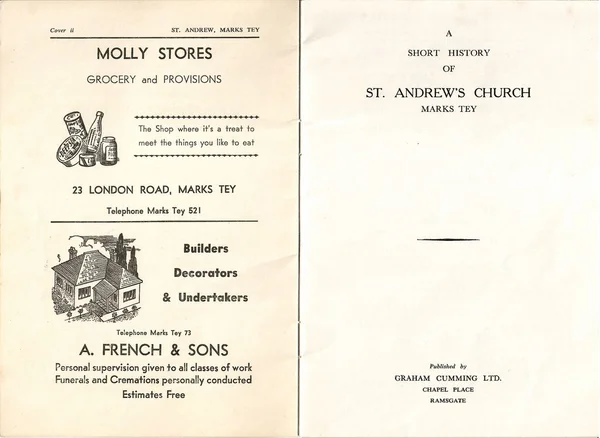 Cover ii
ST. ANDREW, MARKS TEY
MOLLY STORES
GROCERY and PROVISIONS
The Shop where it's a treat to
meet the things you like to eat
23 LONDON ROAD, MARKS TEY
Telephone Marks Tey 521
Builders
Decorators
& Undertakers
Telephone Marks Tey 73
A. FRENCH & SONS
Personal supervision given to all classes of work
Funerals and Cremations personally conducted
Estimates Free
A
SHORT HISTORY
OF
ST. ANDREW'S CHURCH
MARKS TEY
Published by
GRAHAM CUMMING LTD.
CHAPEL PLACE
RAMSGATE